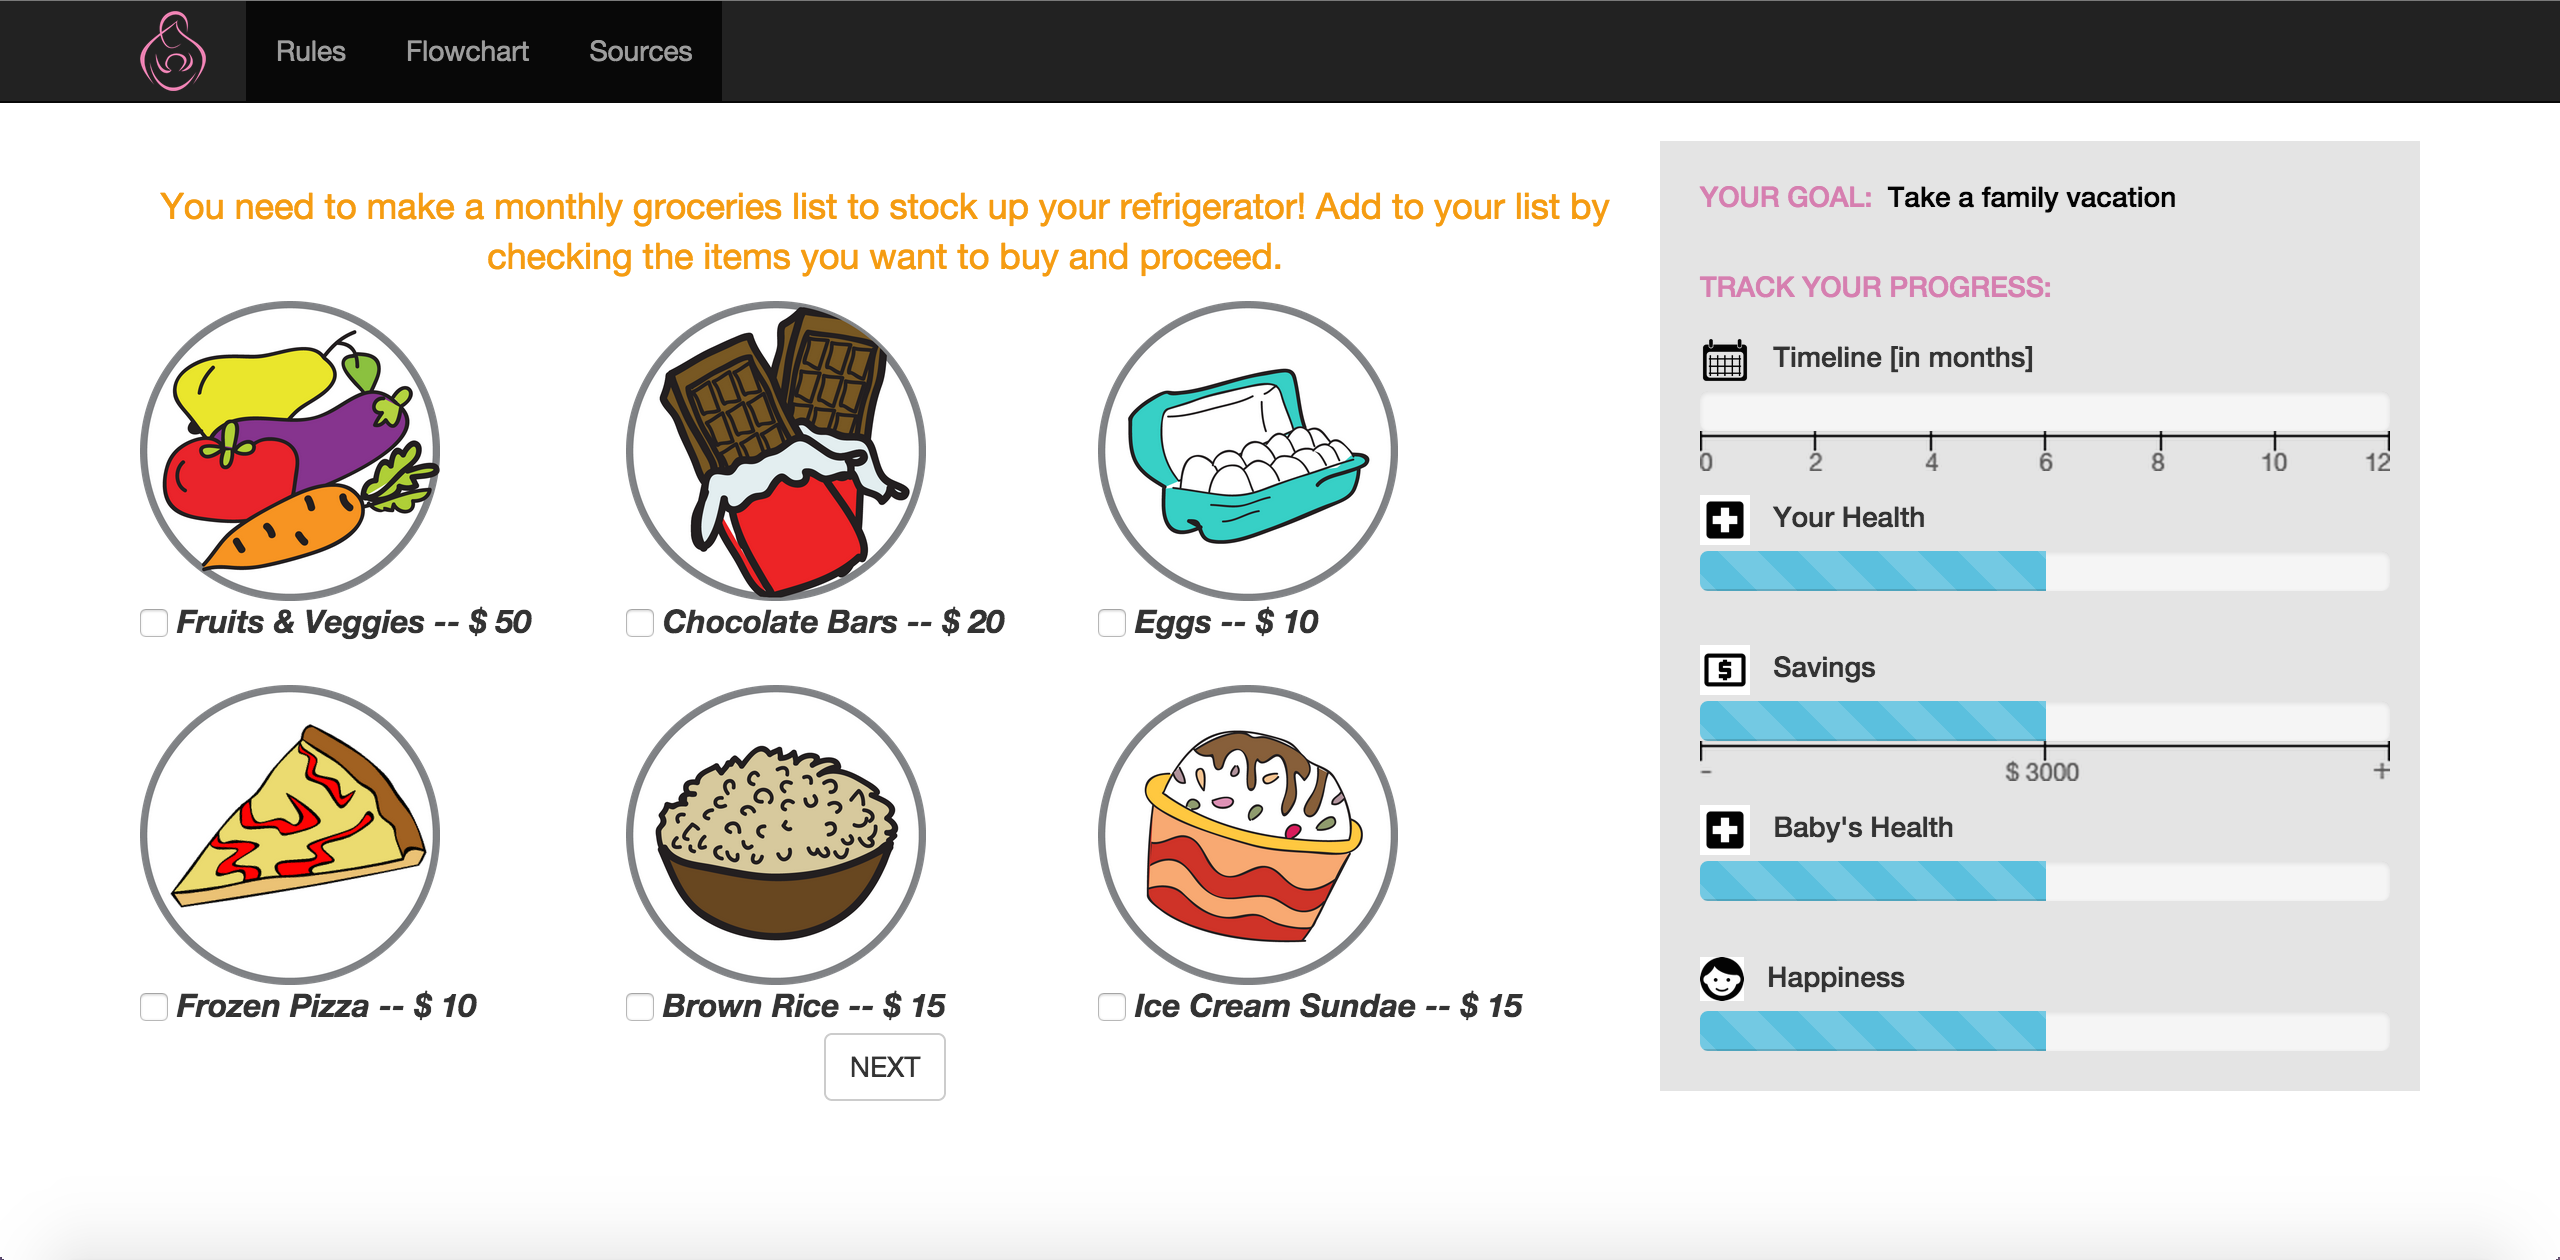 Rules Flowchart Sources
You need to make a monthly groceries list to stock up your refrigerator! Add to your list by
checking the items you want to buy and proceed.
Fruits & Veggies -- $ 50
Chocolate Bars -- $ 20
Eggs -- $ 10
Frozen Pizza -- $ 10
Brown Rice -- $ 15
Ice Cream Sundae -- $ 15
NEXT
YOUR GOAL: Take a family vacation
TRACK YOUR PROGRESS:
Timeline [in months]
0 2 4 6 8 10 12
Your Health
$ Savings
- $ 3000 +
Baby's Health
Happiness